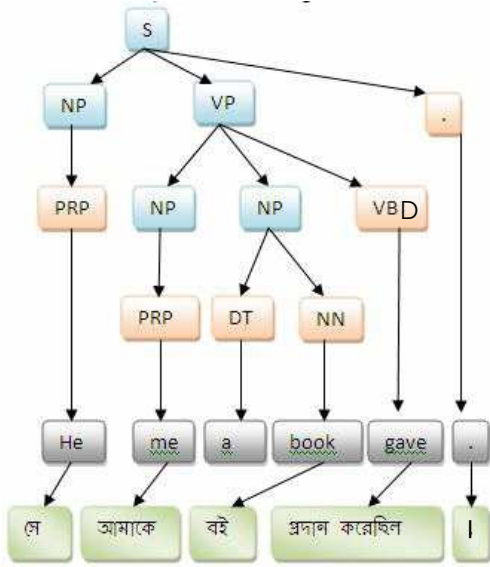 S
NP VP .
PRP NP NP VBD
PRP DT NN
He me a book gave .
সে আমাকে বই প্রদান করেছিল ।